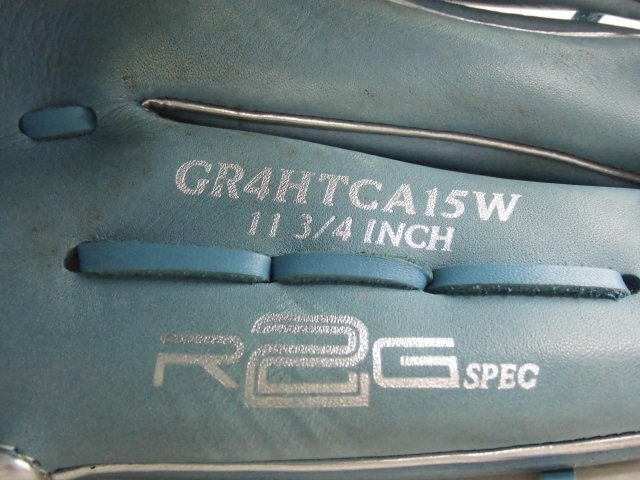 GR4HTCA15W
11 3/4 INCH
R2G SPEC